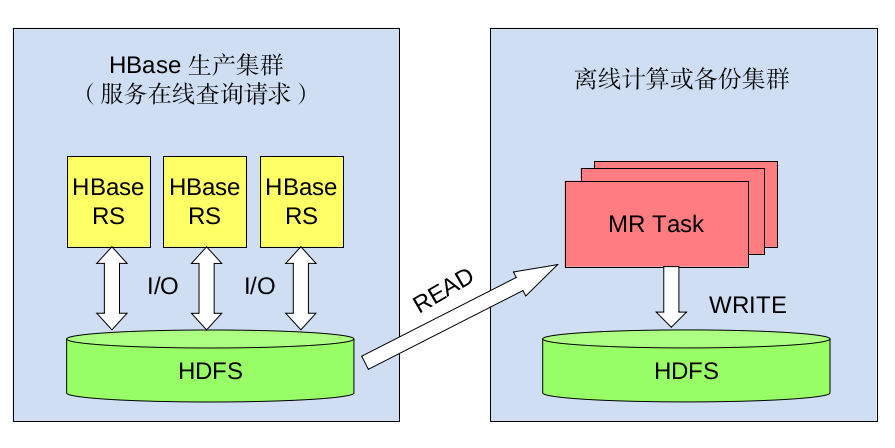 HBase 生产集群
（服务在线查询请求）
离线计算或备份集群
HBase
RS
HBase
RS
HBase
RS
MR Task
I/O
I/O
READ
WRITE
HDFS
HDFS